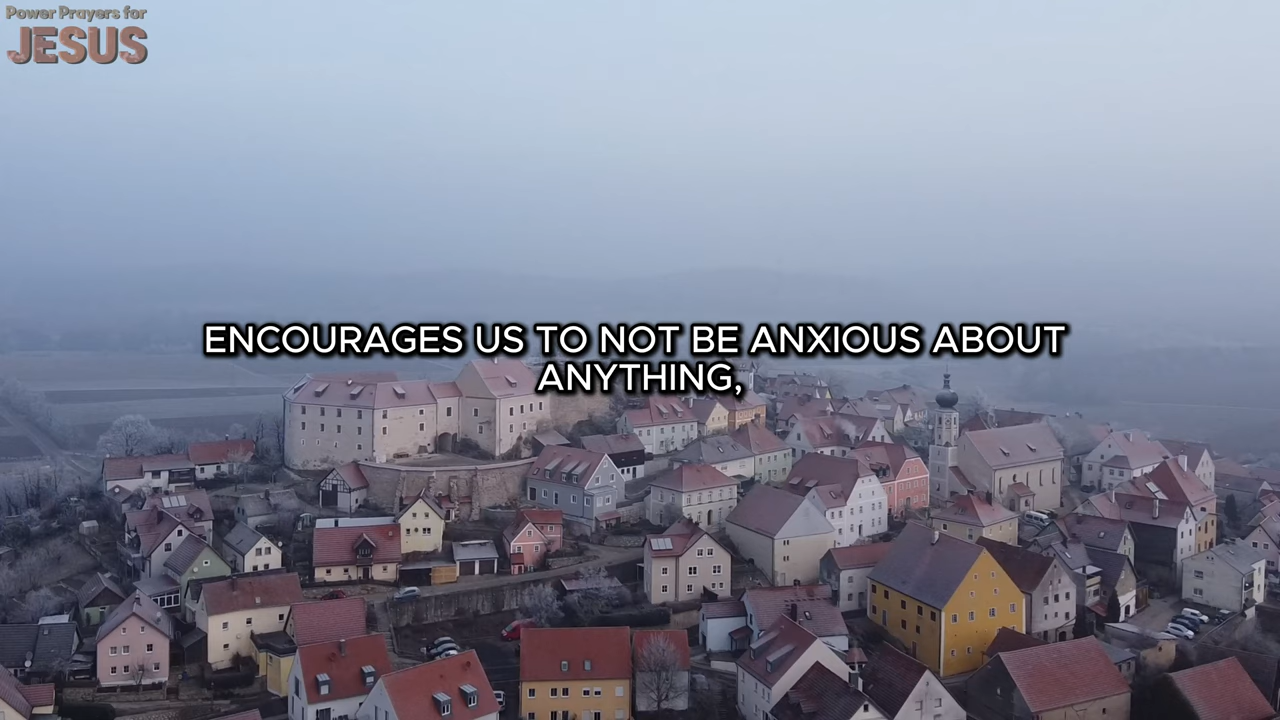 Power Prayers for
JESUS
ENCOURAGES US TO NOT BE ANXIOUS ABOUT
ANYTHING,